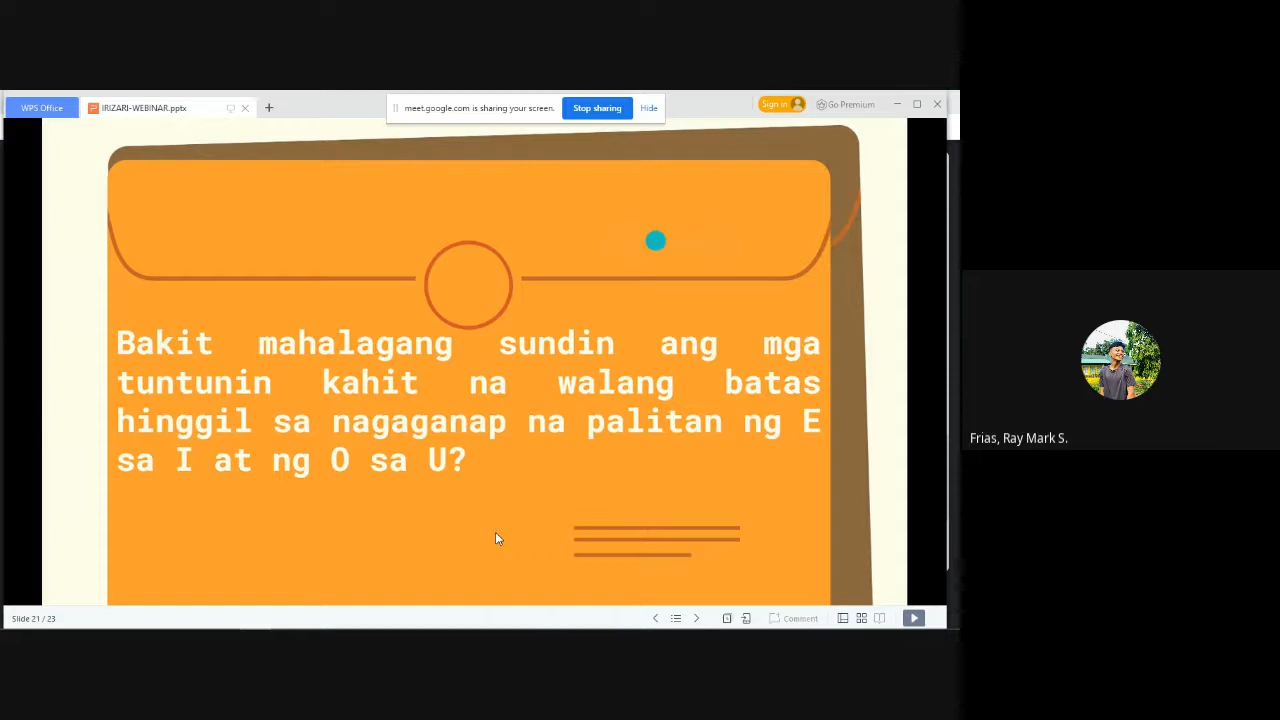 WPS Office
IRIZARI-WEBINAR.pptx
meet.google.com is sharing your screen.
Stop sharing
Hide
Sign in
Go Premium
Bakit mahalagang sundin ang mga
tuntunin kahit na walang batas
hinggil sa nagaganap na palitan ng E
sa I at ng O sa U?
Frias, Ray Mark S.
Slide 21 / 23
Comment